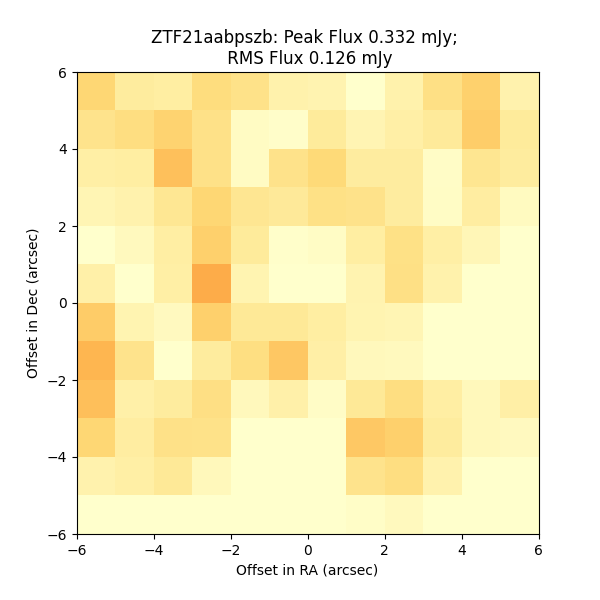 ZTF21aabpszb: Peak Flux 0.332 mJy;
RMS Flux 0.126 mJy
6
4
2
0
−2
−4
−6
Offset in Dec (arcsec)
−6 −4 −2 0 2 4 6
Offset in RA (arcsec)